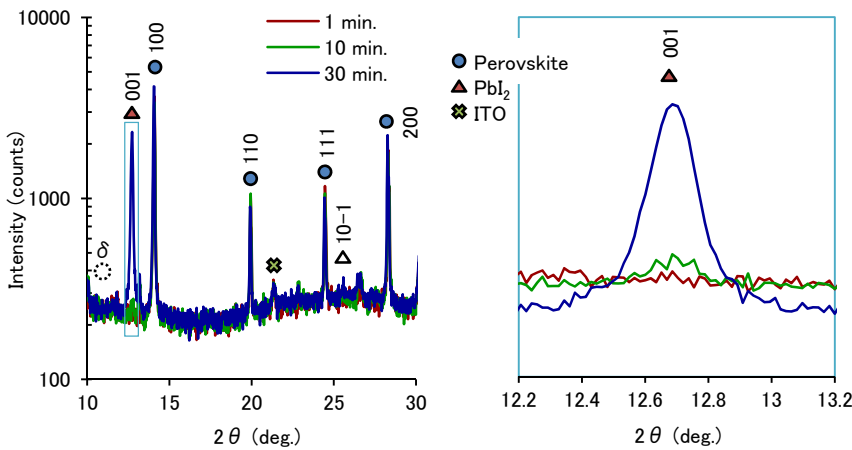 10000
1000
100
Intensity (counts)
10
15
20
25
30
2θ (deg.)
1 min.
10 min.
30 min.
δ
001
100
110
111
10-1
200
Perovskite
PbI2
ITO
001
12.2
12.4
12.6
12.8
13
13.2
2θ (deg.)